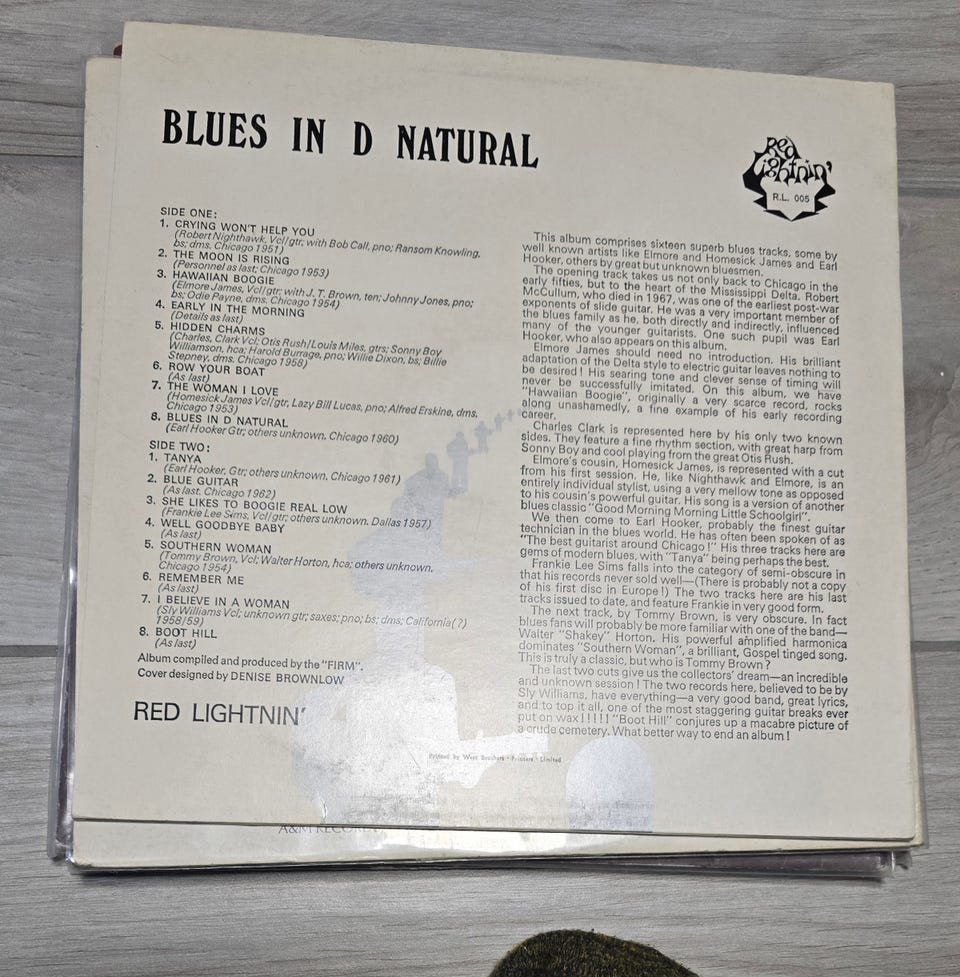 BLUES IN D NATURAL
Red
Lightnin'
R.L. 005
SIDE ONE:
1. CRYING WON'T HELP YOU
(Robert Nighthawk, Vcl/gtr, with Bob Call, pno; Ransom Knowling,
bs; dms. Chicago 1951)
2. THE MOON IS RISING
(Personnel as last; Chicago 1953)
3. HAWAIIAN BOOGIE
(Elmore James, Vcl/gtr; with J. T. Brown, ten; Johnny Jones, pno;
bs; Odie Payne, dms. Chicago 1954)
4. EARLY IN THE MORNING
(Details as last)
5. HIDDEN CHARMS
(Charles, Clark Vcl; Otis Rush/Louis Miles, gtrs; Sonny Boy
Williamson, hca; Harold Burrage, pno; Willie Dixon, bs; Billie
Stepney, dms. Chicago 1958)
6. ROW YOUR BOAT
(As last)
7. THE WOMAN I LOVE
(Homesick James Vcl/gtr, Lazy Bill Lucas, pno; Alfred Erskine, dms,
Chicago 1953)
8. BLUES IN D NATURAL
(Earl Hooker Gtr; others unknown. Chicago 1960)
SIDE TWO:
1. TANYA
(Earl Hooker, Gtr; others unknown. Chicago 1961)
2. BLUE GUITAR
(As last. Chicago 1962)
3. SHE LIKES TO BOOGIE REAL LOW
(Frankie Lee Sims, Vcl/gtr; others unknown. Dallas 1957)
4. WELL GOODBYE BABY
(As last)
5. SOUTHERN WOMAN
(Tommy Brown, Vcl; Walter Horton, hca; others unknown.
Chicago 1954)
6. REMEMBER ME
(As last)
7. I BELIEVE IN A WOMAN
(Sly Williams Vcl; unknown gtr; saxes; pno; bs; dms; California(?)
1958/59)
8. BOOT HILL
(As last)
Album compiled and produced by the "FIRM".
Cover designed by DENISE BROWNLOW
RED LIGHTNIN'
This album comprises sixteen superb blues tracks, some by
well known artists like Elmore and Homesick James and Earl
Hooker, others by great but unknown bluesmen.
The opening track takes us not only back to Chicago in the
early fifties, but to the heart of the Mississippi Delta. Robert
McCullum, who died in 1967, was one of the earliest post-war
exponents of slide guitar. He was a very important member of
the blues family as he, both directly and indirectly, influenced
many of the younger guitarists. One such pupil was Earl
Hooker, who also appears on this album.
Elmore James should need no introduction. His brilliant
adaptation of the Delta style to electric guitar leaves nothing to
be desired! His searing tone and clever sense of timing will
never be successfully imitated. On this album, we have
"Hawaiian Boogie", originally a very scarce record, rocks
along unashamedly, a fine example of his early recording
career.
Charles Clark is represented here by his only two known
sides. They feature a fine rhythm section, with great harp from
Sonny Boy and cool playing from the great Otis Rush.
Elmore's cousin, Homesick James, is represented with a cut
from his first session. He, like Nighthawk and Elmore, is an
entirely individual stylist, using a very mellow tone as opposed
to his cousin's powerful guitar. His song is a version of another
blues classic "Good Morning Morning Little Schoolgirl".
We then come to Earl Hooker, probably the finest guitar
technician in the blues world. He has often been spoken of as
"The best guitarist around Chicago!" His three tracks here are
gems of modern blues, with "Tanya" being perhaps the best.
Frankie Lee Sims falls into the category of semi-obscure in
that his records never sold well—(There is probably not a copy
of his first disc in Europe!) The two tracks here are his last
tracks issued to date, and feature Frankie in very good form.
The next track, by Tommy Brown, is very obscure. In fact
blues fans will probably be more familiar with one of the band—
Walter "Shakey" Horton. His powerful amplified harmonica
dominates "Southern Woman", a brilliant, Gospel tinged song.
This is truly a classic, but who is Tommy Brown?
The last two cuts give us the collectors' dream—an incredible
and unknown session! The two records here, believed to be by
Sly Williams, have everything—a very good band, great lyrics,
and to top it all, one of the most staggering guitar breaks ever
put on wax!!!!! "Boot Hill" conjures up a macabre picture of
a crude cemetery. What better way to end an album!
Printed by West Brothers · Printers · Limited
A&M RECORDS